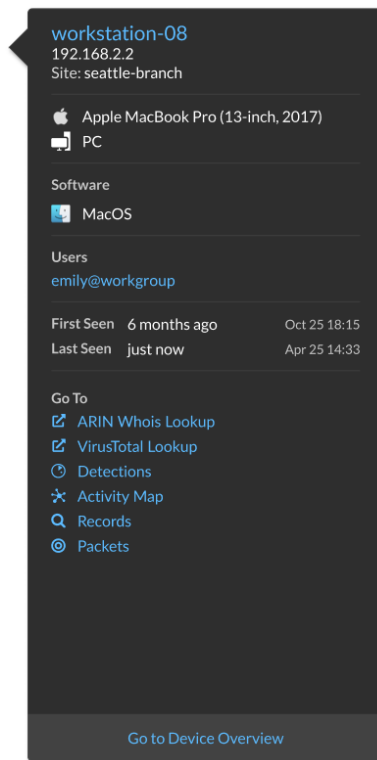 workstation-08
192.168.2.2
Site: seattle-branch
Apple MacBook Pro (13-inch, 2017)
PC
Software
MacOS
Users
emily@workgroup
First Seen 6 months ago Oct 25 18:15
Last Seen just now Apr 25 14:33
Go To
ARIN Whois Lookup
VirusTotal Lookup
Detections
Activity Map
Records
Packets
Go to Device Overview